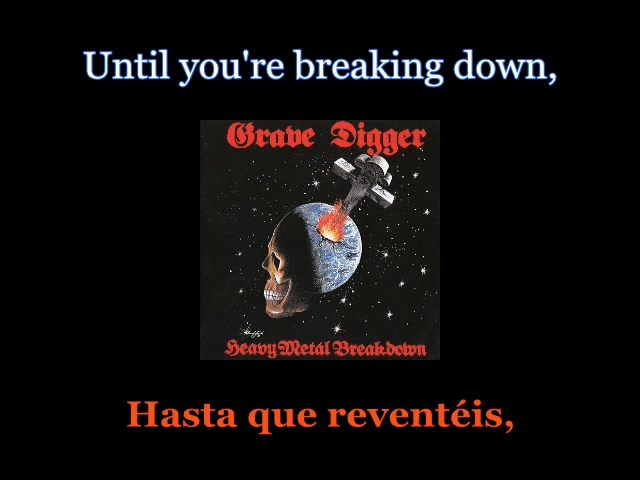 Until you're breaking down,
Grave Digger
Heavy Metal Breakdown
Hasta que reventéis,